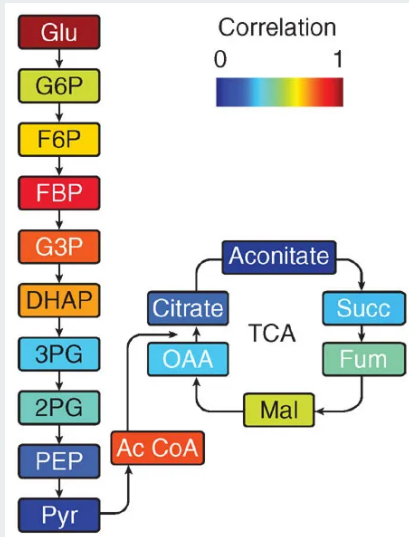 Glu
G6P
F6P
FBP
G3P
DHAP
3PG
2PG
PEP
Pyr
Correlation
0 1
Aconitate
Citrate
Succ
TCA
OAA
Fum
Mal
Ac CoA